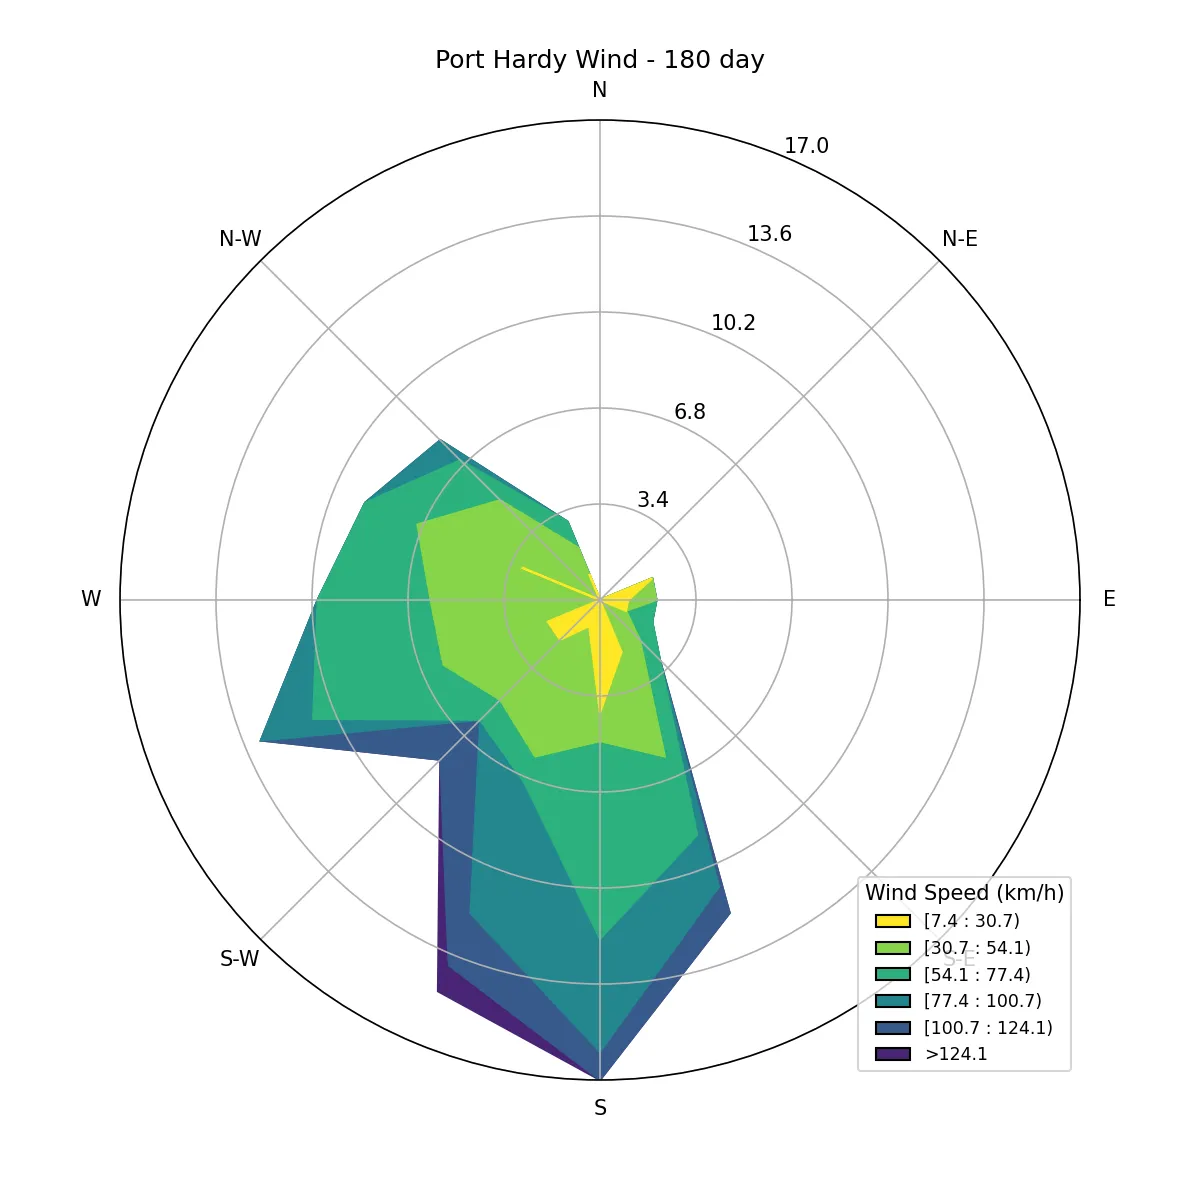 Port Hardy Wind - 180 day
N
17.0
13.6
N-W
N-E
10.2
6.8
3.4
W
E
Wind Speed (km/h)
[7.4 : 30.7)
[30.7 : 54.1)
S-W
S-E
[54.1 : 77.4)
[77.4 : 100.7)
[100.7 : 124.1)
>124.1
S